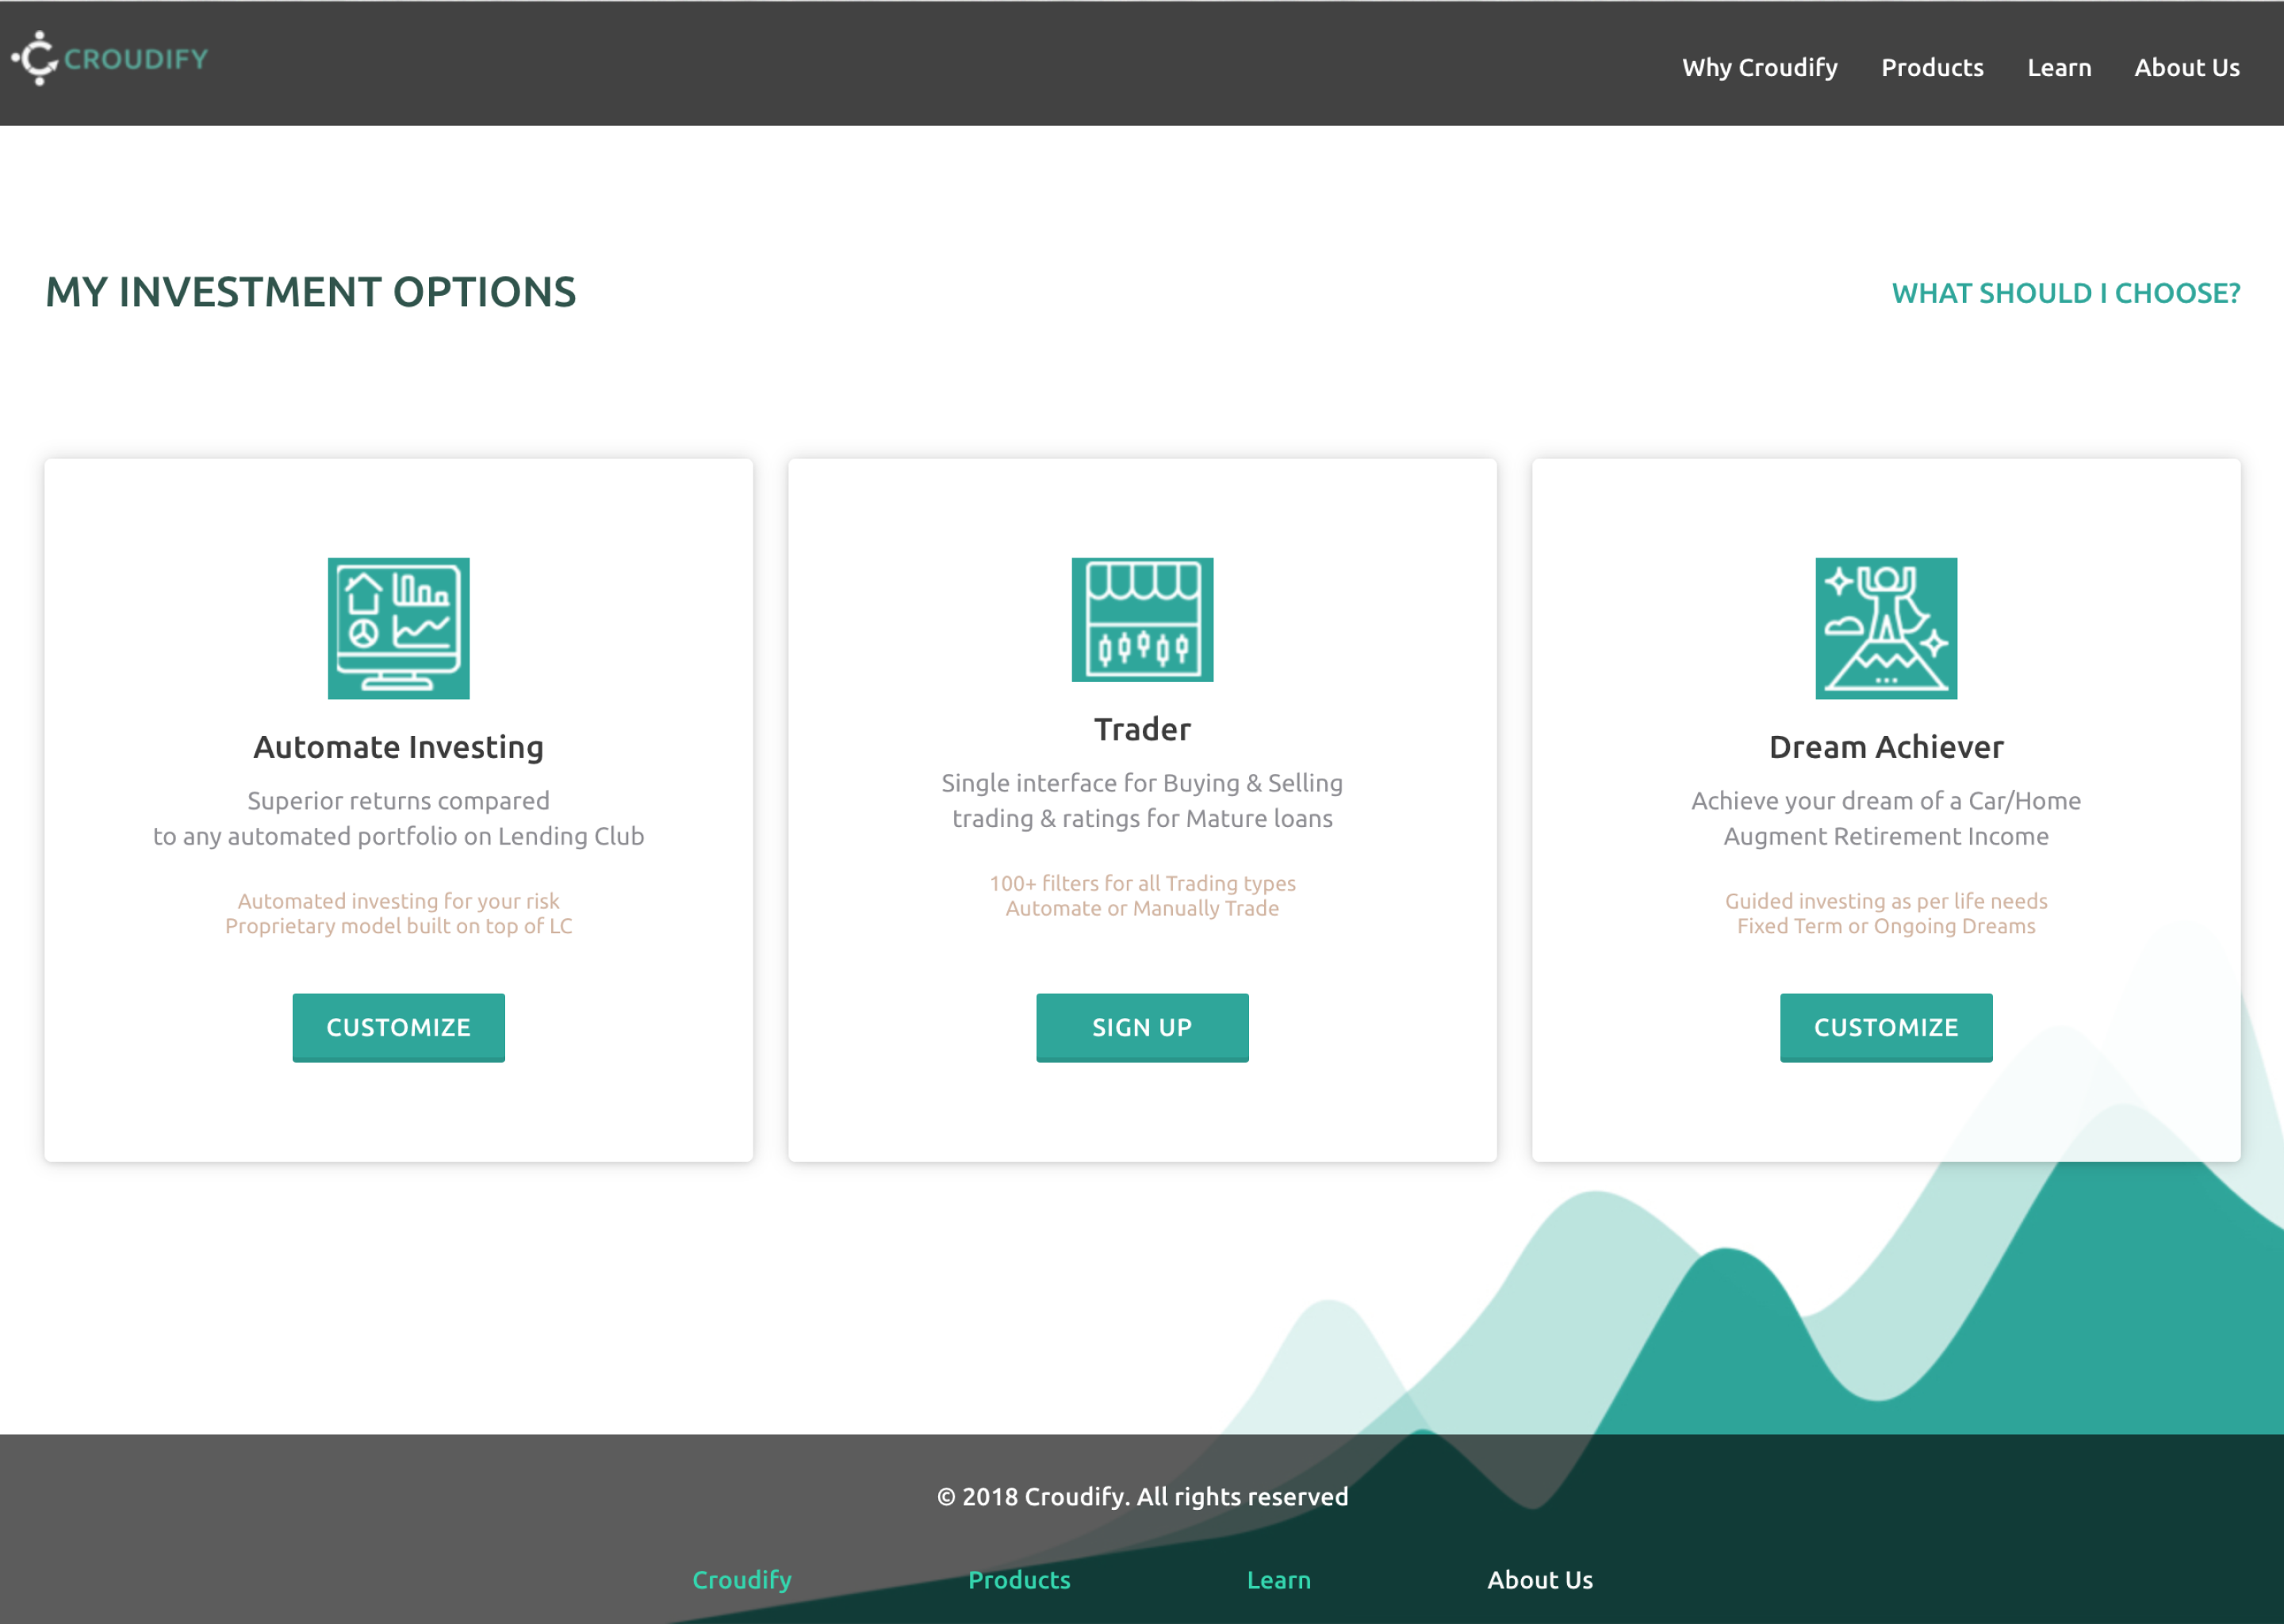 CROUDIFY
Why Croudify Products Learn About Us
MY INVESTMENT OPTIONS
WHAT SHOULD I CHOOSE?
Automate Investing
Superior returns compared
to any automated portfolio on Lending Club
Automated investing for your risk
Proprietary model built on top of LC
CUSTOMIZE
Trader
Single interface for Buying & Selling
trading & ratings for Mature loans
100+ filters for all Trading types
Automate or Manually Trade
SIGN UP
Dream Achiever
Achieve your dream of a Car/Home
Augment Retirement Income
Guided investing as per life needs
Fixed Term or Ongoing Dreams
CUSTOMIZE
© 2018 Croudify. All rights reserved
Croudify Products Learn About Us